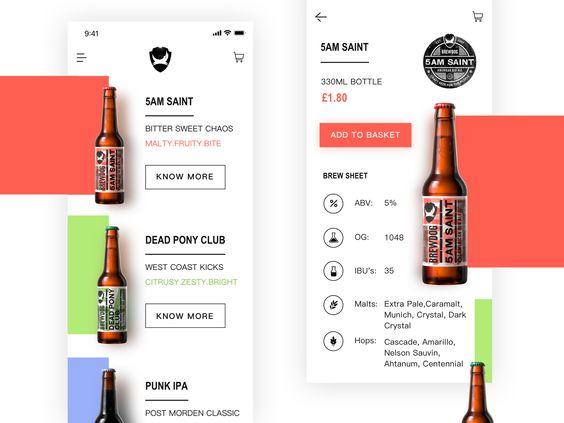 9:41
5AM SAINT
BITTER SWEET CHAOS
MALTY.FRUITY.BITE
KNOW MORE
BREWDOG
5AM SAINT
DEAD PONY CLUB
WEST COAST KICKS
CITRUSY.ZESTY.BRIGHT
KNOW MORE
BREWDOG
DEAD PONY
CLUB
PUNK IPA
POST MORDEN CLASSIC
5AM SAINT
330ML BOTTLE
£1.80
ADD TO BASKET
BREWDOG
5AM SAINT
BREWDOG
5AM SAINT
BREW SHEET
ABV: 5%
OG: 1048
IBU's: 35
Malts: Extra Pale,Caramalt,
Munich, Crystal, Dark
Crystal
Hops: Cascade, Amarillo,
Nelson Sauvin,
Ahtanum, Centennial